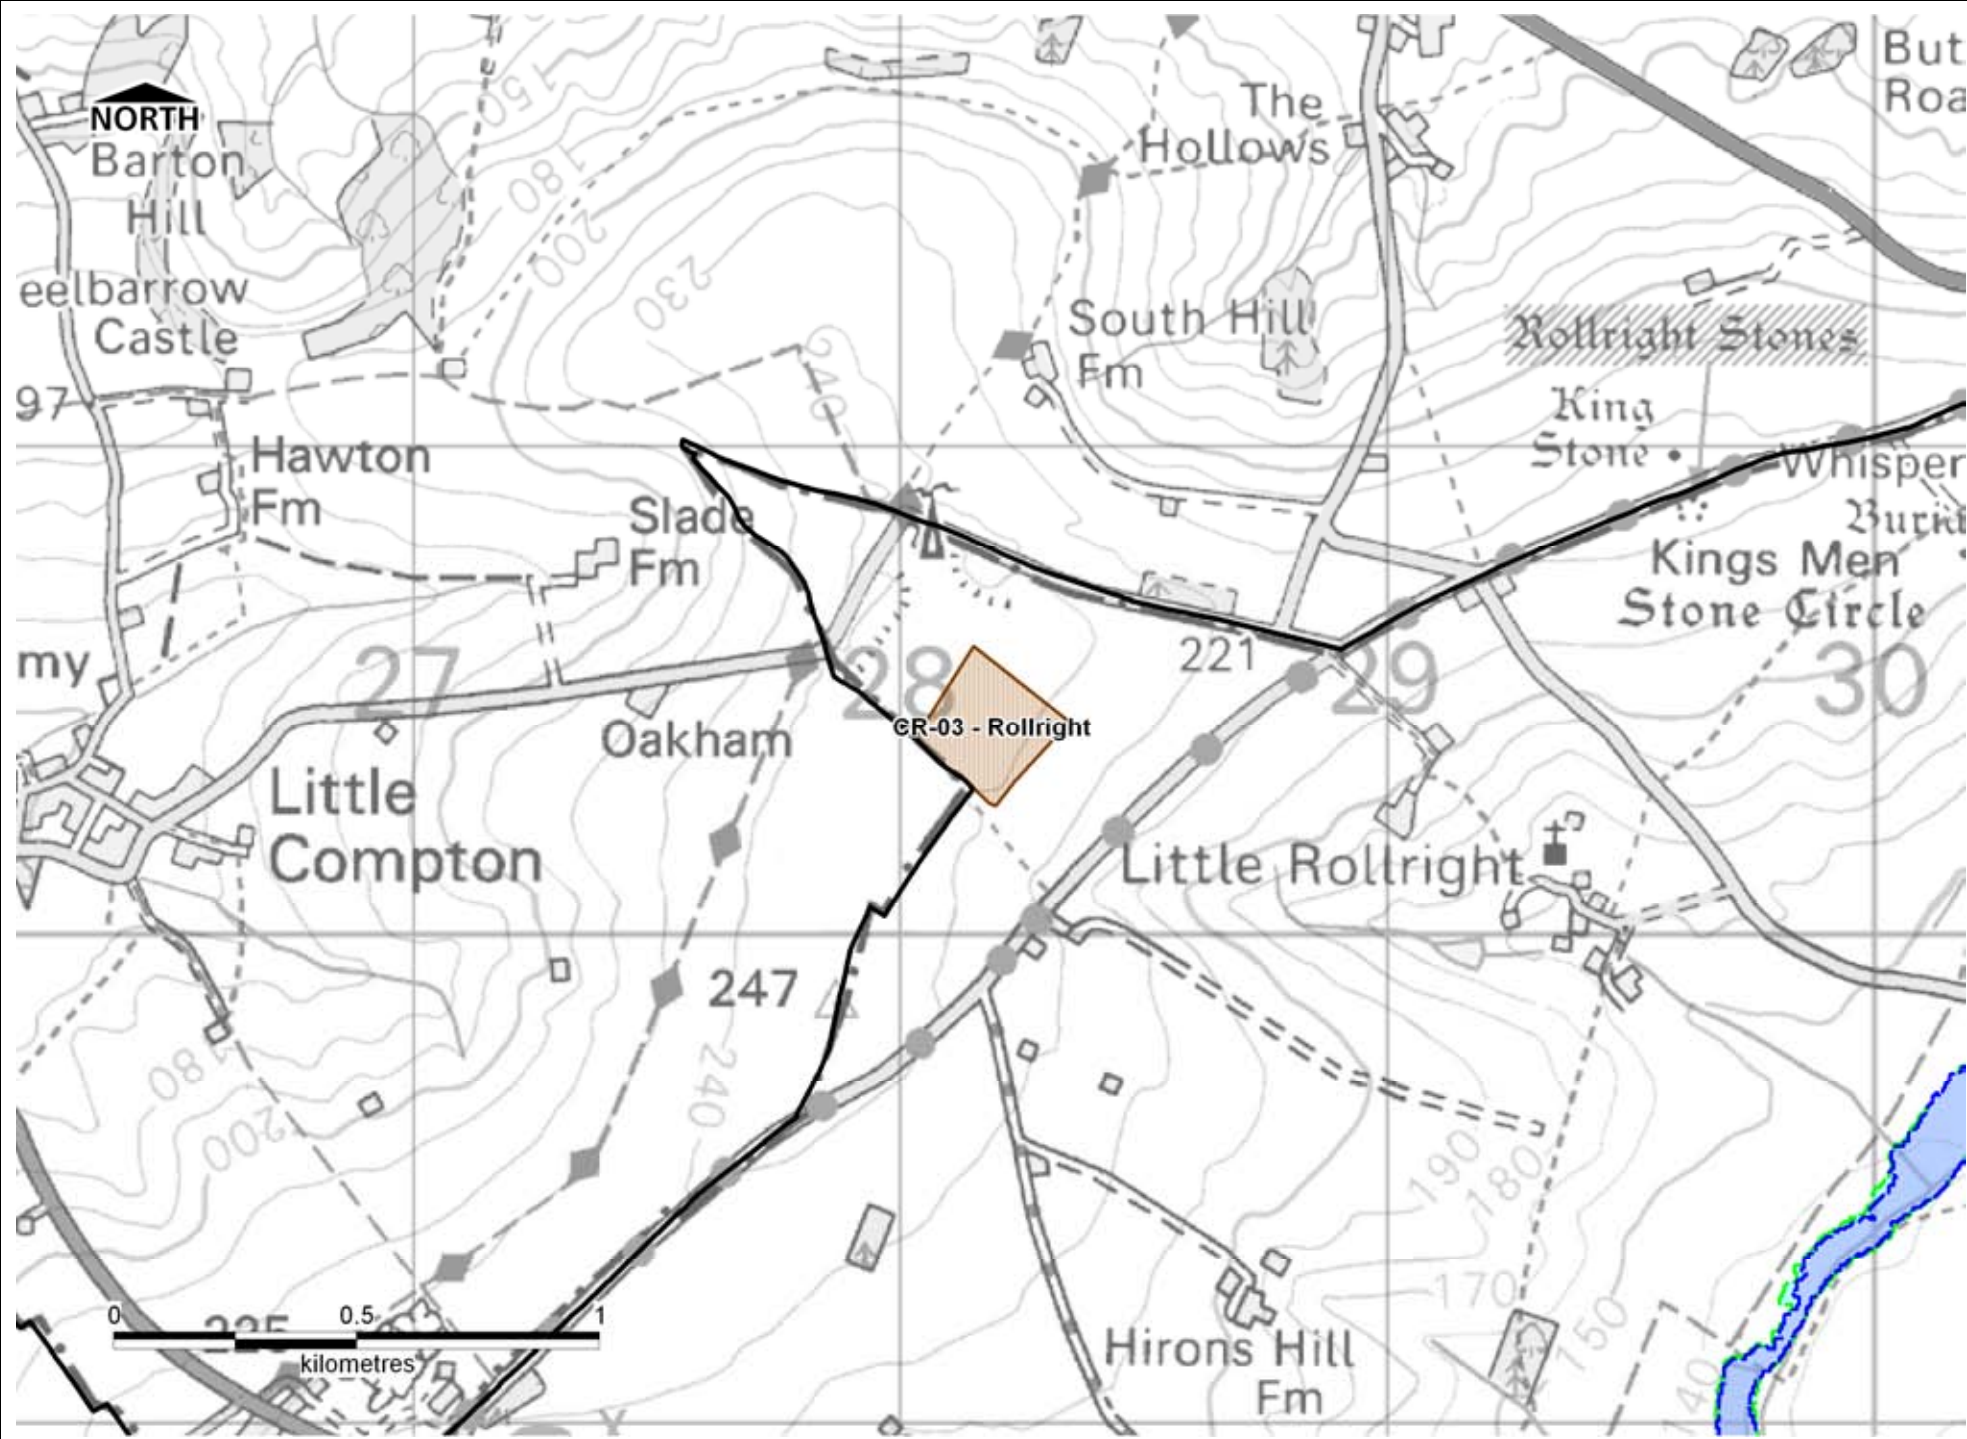 But
Roa
The
Hollows
NORTH
Barton
Hill
150
180
200
230
240
eelbarrow
Castle
South Hill
Fm
Rollright Stones
97
King
Stone
Hawton
Fm
Slade
Fm
Whisper
Kings Men
Stone Circle
my
27
28
221
29
30
CR-03 - Rollright
Oakham
Little
Compton
Little Rollright
247
240
80
200
190
180
170
150
140
0
0.5
1
kilometres
Hirons Hill
Fm